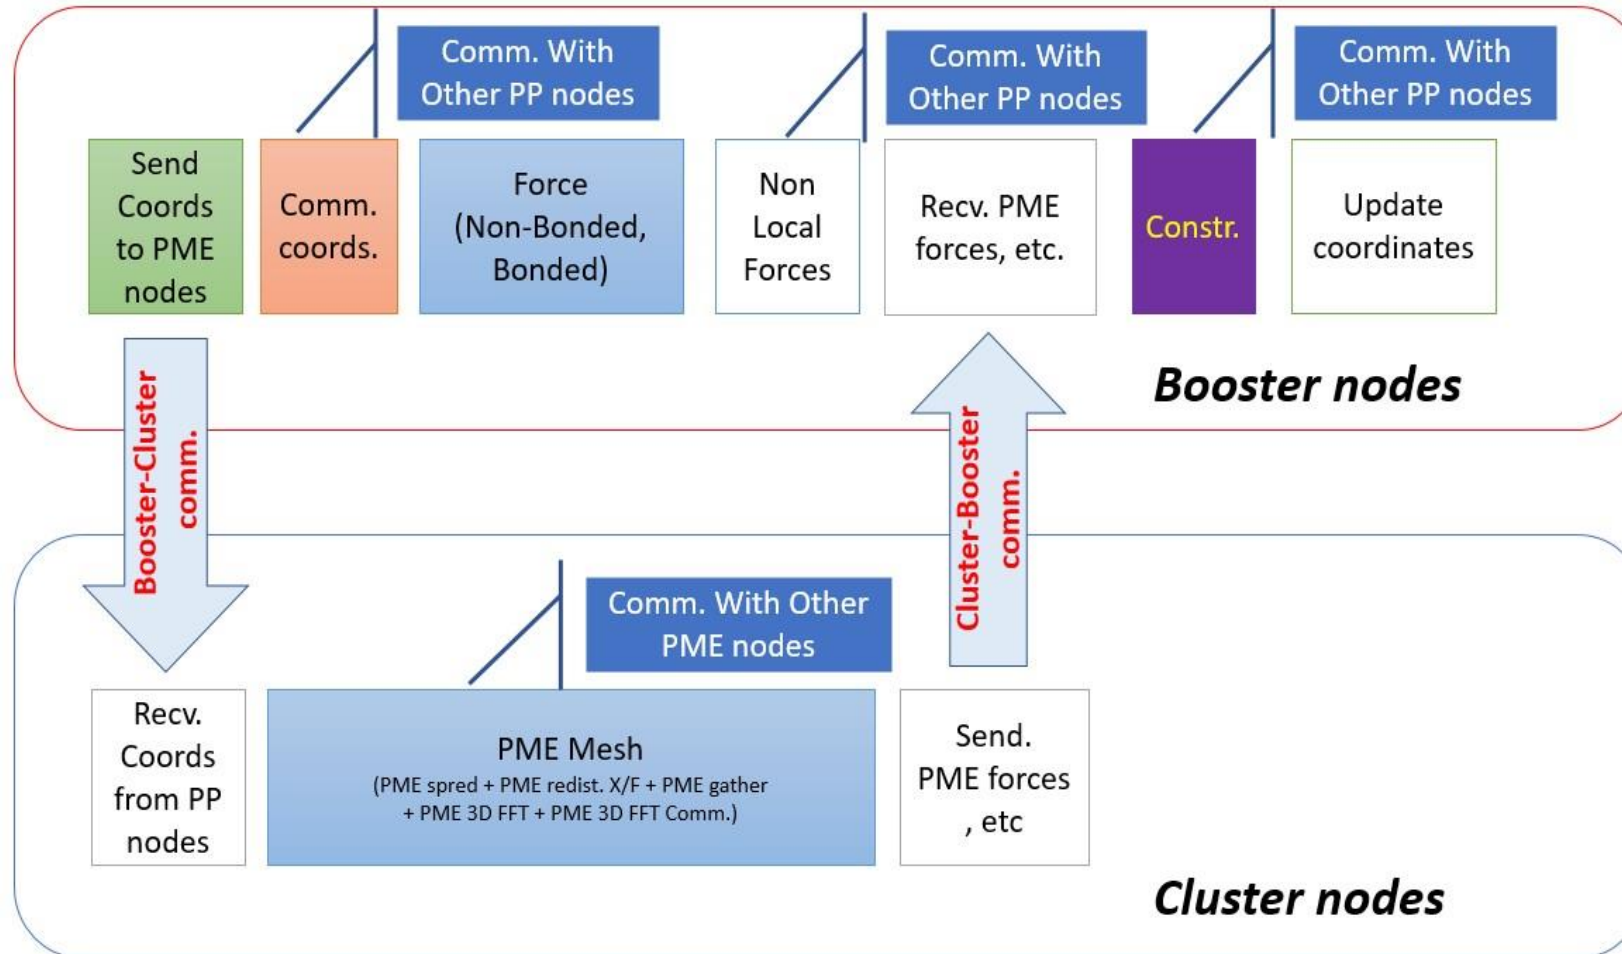 Comm. With
Other PP nodes
Comm. With
Other PP nodes
Comm. With
Other PP nodes
Send
Coords
to PME
nodes
Comm.
coords.
Force
(Non-Bonded,
Bonded)
Non
Local
Forces
Recv. PME
forces, etc.
Constr.
Update
coordinates
Booster nodes
Booster-Cluster
comm.
Cluster-Booster
comm.
Comm. With Other
PME nodes
Recv.
Coords
from PP
nodes
PME Mesh
(PME spred + PME redist. X/F + PME gather
+ PME 3D FFT + PME 3D FFT Comm.)
Send.
PME forces
, etc
Cluster nodes